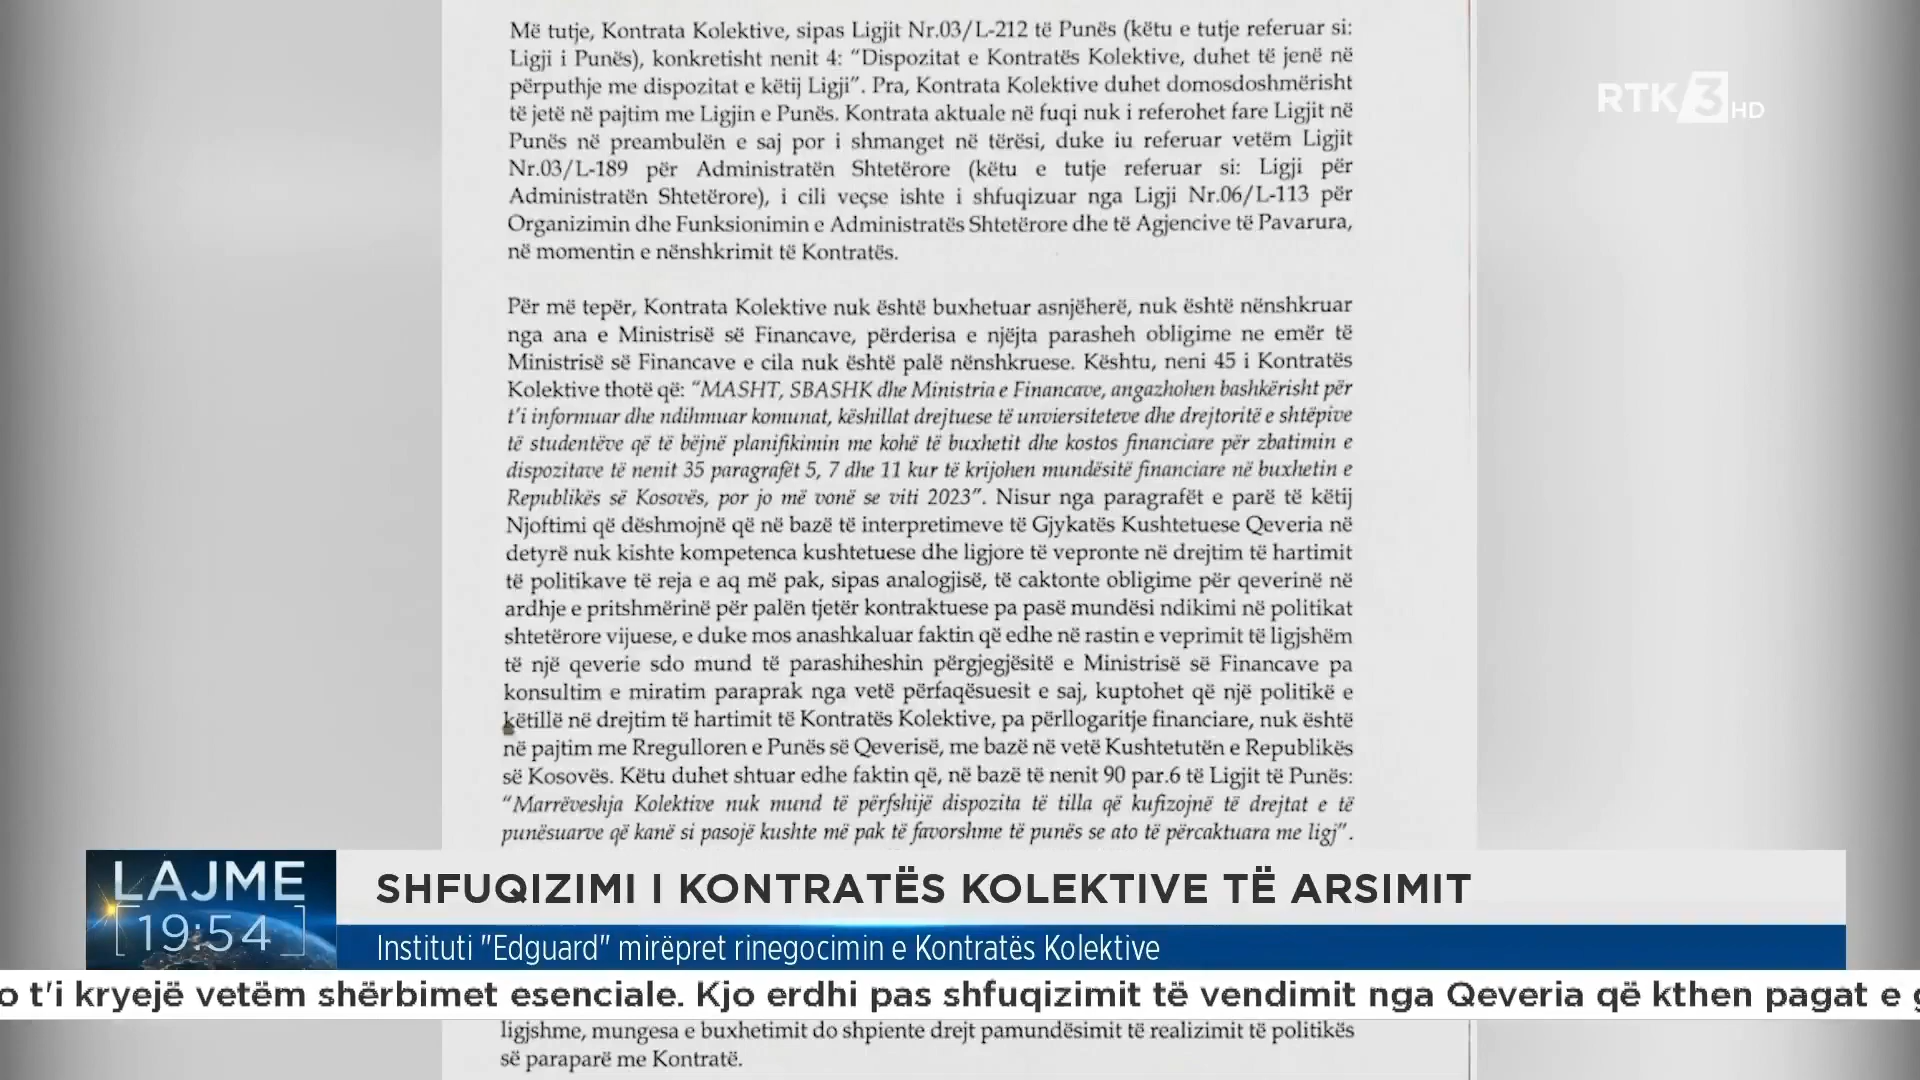 Më tutje, Kontrata Kolektive, sipas Ligjit Nr.03/L-212 të Punës (këtu e tutje referuar si:
Ligji i Punës), konkretisht nenit 4: “Dispozitat e Kontratës Kolektive, duhet të jenë në
përputhje me dispozitat e këtij Ligji”. Pra, Kontrata Kolektive duhet domosdoshmërisht
të jetë në pajtim me Ligjin e Punës. Kontrata aktuale në fuqi nuk i referohet fare Ligjit në
Punës në preambulën e saj por i shmanget në tërësi, duke iu referuar vetëm Ligjit
Nr.03/L-189 për Administratën Shtetërore (këtu e tutje referuar si: Ligji për
Administratën Shtetërore), i cili veçse ishte i shfuqizuar nga Ligji Nr.06/L-113 për
Organizimin dhe Funksionimin e Administratës Shtetërore dhe të Agjencive të Pavarura,
në momentin e nënshkrimit të Kontratës.
Për më tepër, Kontrata Kolektive nuk është buxhetuar asnjëherë, nuk është nënshkruar
nga ana e Ministrisë së Financave, përderisa e njëjta parasheh obligime ne emër të
Ministrisë së Financave e cila nuk është palë nënshkruese. Kështu, neni 45 i Kontratës
Kolektive thotë që: “MASHT, SBASHK dhe Ministria e Financave, angazhohen bashkërisht për
t’i informuar dhe ndihmuar komunat, këshillat drejtuese të unviersiteteve dhe drejtoritë e shtëpive
të studentëve që të bëjnë planifikimin me kohë të buxhetit dhe kostos financiare për zbatimin e
dispozitave të nenit 35 paragrafët 5, 7 dhe 11 kur të krijohen mundësitë financiare në buxhetin e
Republikës së Kosovës, por jo më vonë se viti 2023”. Nisur nga paragrafët e parë të këtij
Njoftimi që dëshmojnë që në bazë të interpretimeve të Gjykatës Kushtetuese Qeveria në
detyrë nuk kishte kompetenca kushtetuese dhe ligjore të vepronte në drejtim të hartimit
të politikave të reja e aq më pak, sipas analogjisë, të caktonte obligime për qeverinë në
ardhje e pritshmërinë për palën tjetër kontraktuese pa pasë mundësi ndikimi në politikat
shtetërore vijuese, e duke mos anashkaluar faktin që edhe në rastin e veprimit të ligjshëm
të një qeverie sdo mund të parashiheshin përgjegjësitë e Ministrisë së Financave pa
konsultim e miratim paraprak nga vetë përfaqësuesit e saj, kuptohet që një politikë e
këtillë në drejtim të hartimit të Kontratës Kolektive, pa përllogaritje financiare, nuk është
në pajtim me Rregulloren e Punës së Qeverisë, me bazë në vetë Kushtetutën e Republikës
së Kosovës. Këtu duhet shtuar edhe faktin që, në bazë të nenit 90 par.6 të Ligjit të Punës:
“Marrëveshja Kolektive nuk mund të përfshijë dispozita të tilla që kufizojnë të drejtat e të
punësuarve që kanë si pasojë kushte më pak të favorshme të punës se ato të përcaktuara me ligj”.
RTK 3 HD
LAJME
19:54
SHFUQIZIMI I KONTRATËS KOLEKTIVE TË ARSIMIT
Instituti "Edguard" mirëpret rinegocimin e Kontratës Kolektive
o t'i kryejë vetëm shërbimet esenciale. Kjo erdhi pas shfuqizimit të vendimit nga Qeveria që kthen pagat e g
ligjshme, mungesa e buxhetimit do shpiente drejt pamundësimit të realizimit të politikës
së paraparë me Kontratë.